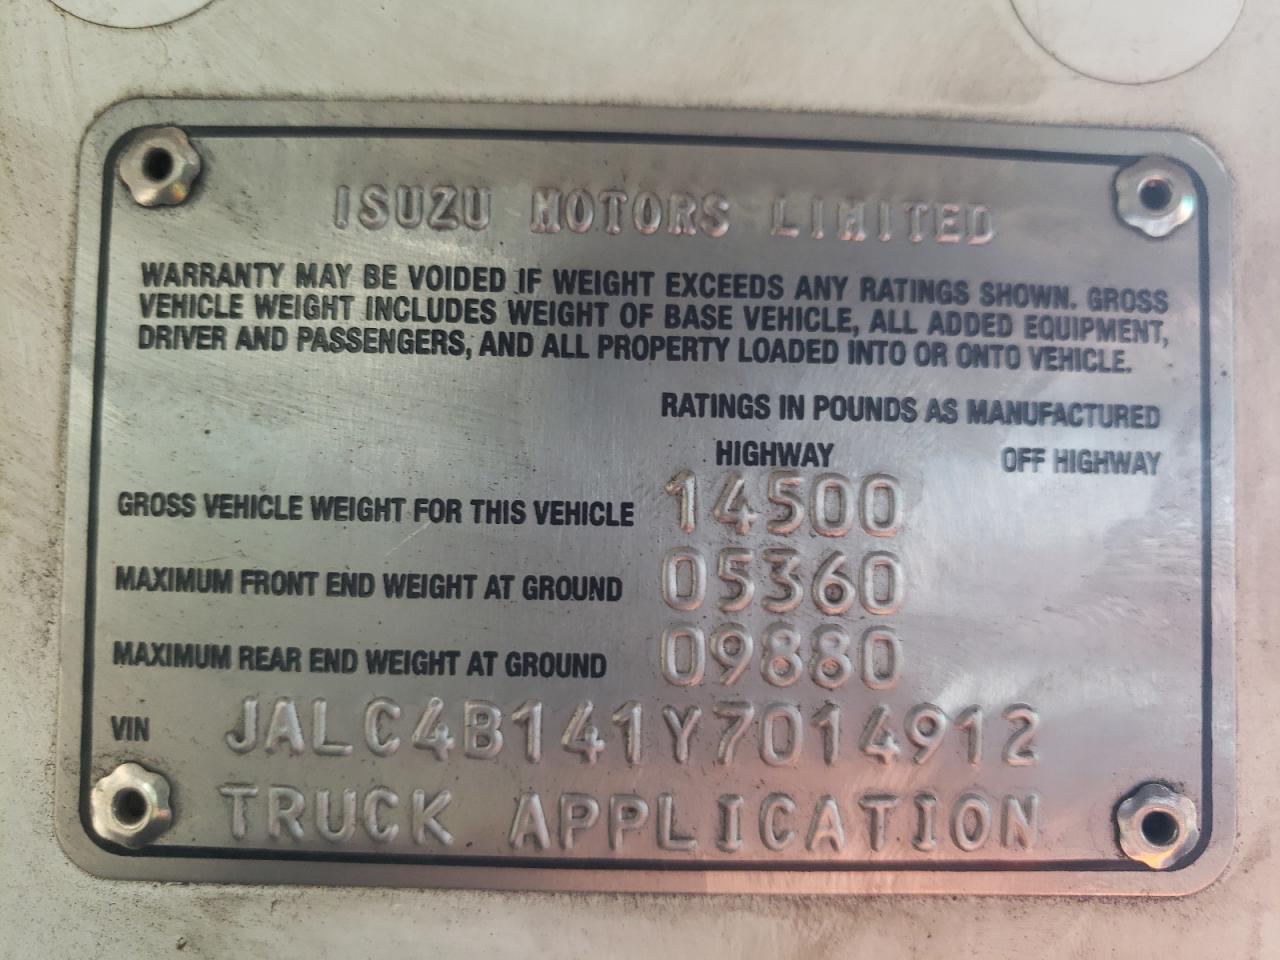 ISUZU MOTORS LIMITED
WARRANTY MAY BE VOIDED IF WEIGHT EXCEEDS ANY RATINGS SHOWN. GROSS
VEHICLE WEIGHT INCLUDES WEIGHT OF BASE VEHICLE, ALL ADDED EQUIPMENT,
DRIVER AND PASSENGERS, AND ALL PROPERTY LOADED INTO OR ONTO VEHICLE.
RATINGS IN POUNDS AS MANUFACTURED
HIGHWAY OFF HIGHWAY
GROSS VEHICLE WEIGHT FOR THIS VEHICLE 14500
MAXIMUM FRONT END WEIGHT AT GROUND 05360
MAXIMUM REAR END WEIGHT AT GROUND 09880
VIN JALC4B141Y7014912
TRUCK APPLICATION